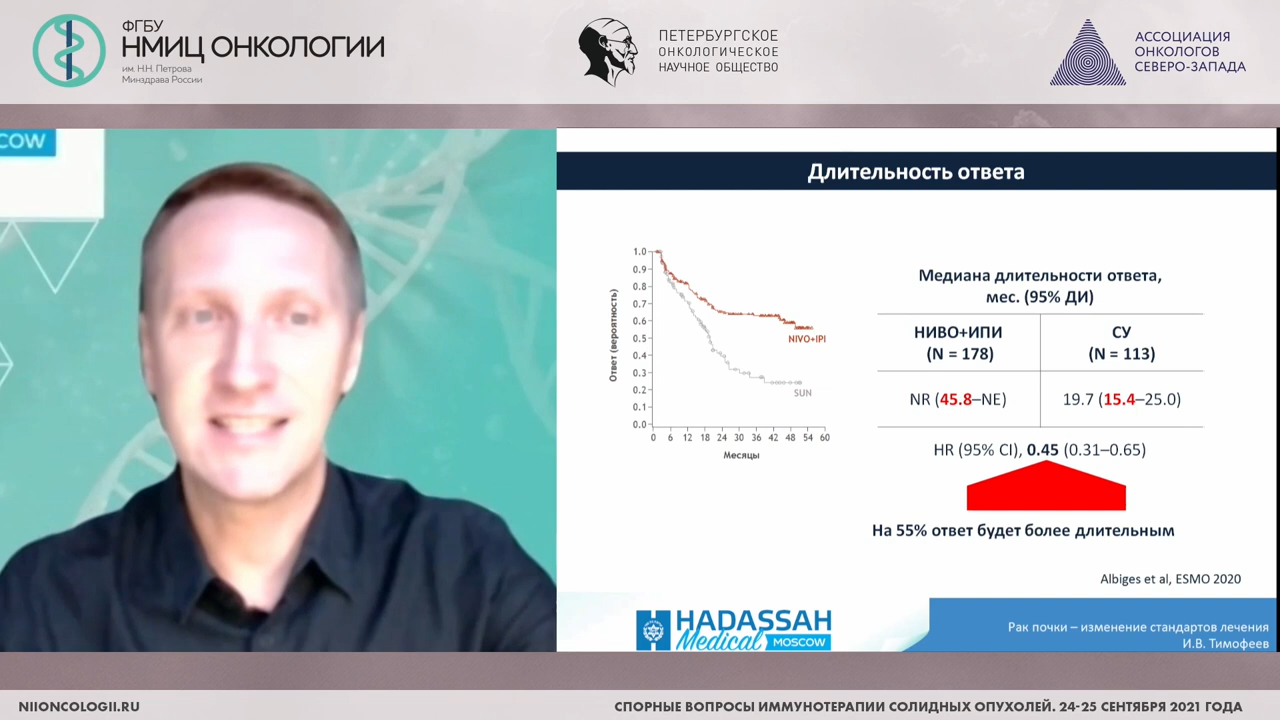 ФГБУ
НМИЦ ОНКОЛОГИИ
им. Н.Н. Петрова
Минздрава России
ПЕТЕРБУРГСКОЕ
ОНКОЛОГИЧЕСКОЕ
НАУЧНОЕ ОБЩЕСТВО
АССОЦИАЦИЯ
ОНКОЛОГОВ
СЕВЕРО-ЗАПАДА
COW
Длительность ответа
Ответ (вероятность)
1.0
0.9
0.8
0.7
0.6
0.5
0.4
0.3
0.2
0.1
0.0
NIVO+IPI
SUN
0 6 12 18 24 30 36 42 48 54 60
Месяцы
Медиана длительности ответа,
мес. (95% ДИ)
НИВО+ИПИ СУ
(N = 178) (N = 113)
NR (45.8–NE) 19.7 (15.4–25.0)
HR (95% CI), 0.45 (0.31–0.65)
На 55% ответ будет более длительным
Albiges et al, ESMO 2020
HADASSAH
Medical MOSCOW
Рак почки – изменение стандартов лечения
И.В. Тимофеев
NIIONCOLOGII.RU
СПОРНЫЕ ВОПРОСЫ ИММУНОТЕРАПИИ СОЛИДНЫХ ОПУХОЛЕЙ. 24-25 СЕНТЯБРЯ 2021 ГОДА